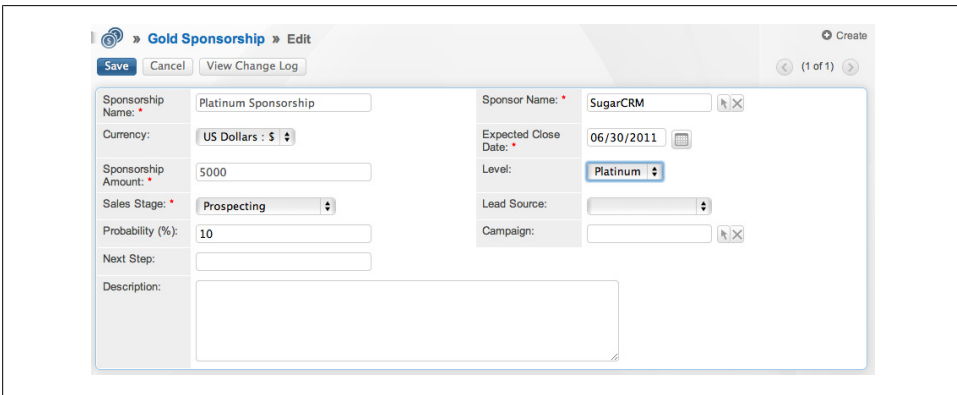 » Gold Sponsorship » Edit
Create
Save Cancel View Change Log
(1 of 1)
Sponsorship Name: * Platinum Sponsorship
Sponsor Name: * SugarCRM
Currency: US Dollars : $
Expected Close Date: * 06/30/2011
Sponsorship Amount: * 5000
Level: Platinum
Sales Stage: * Prospecting
Lead Source:
Probability (%): 10
Campaign:
Next Step:
Description: